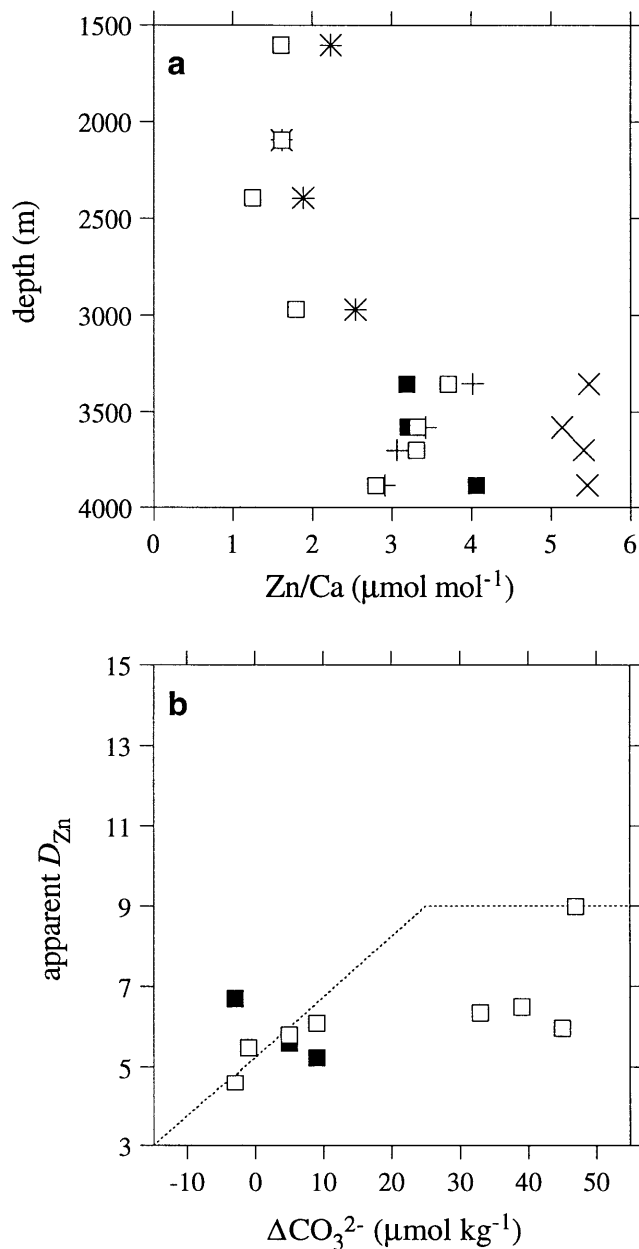 a
1500
2000
2500
3000
3500
4000
depth (m)
0 1 2 3 4 5 6
Zn/Ca (μmol mol⁻¹)
b
15
13
11
9
7
5
3
apparent D_Zn
-10 0 10 20 30 40 50
ΔCO₃²⁻ (μmol kg⁻¹)